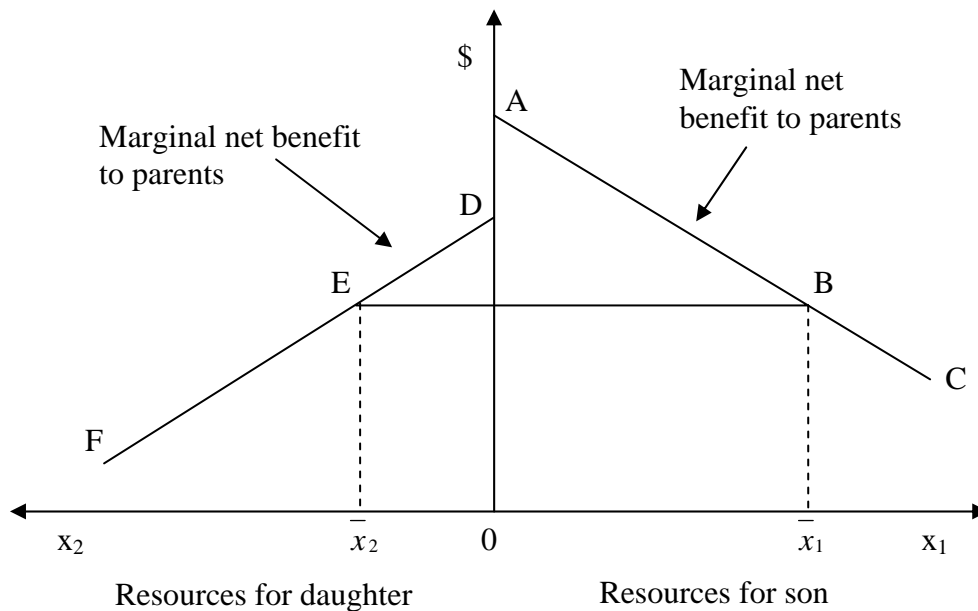 $
A
Marginal net
benefit to parents
Marginal net benefit
to parents
D
E
B
C
F
x₂
x̄₂
0
x̄₁
x₁
Resources for daughter
Resources for son